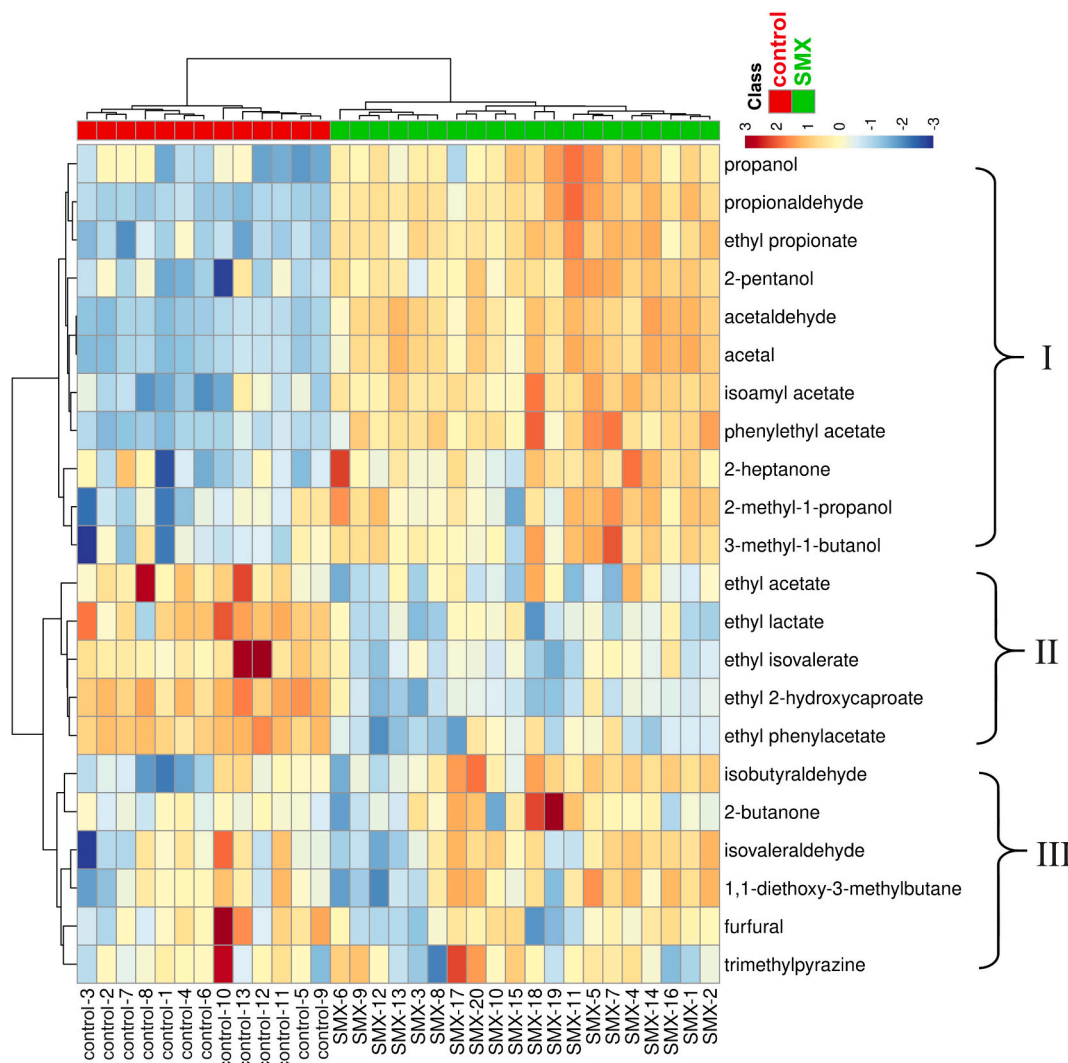 Class
control
SMX
3
2
1
0
-1
-2
-3
propanol
propionaldehyde
ethyl propionate
2-pentanol
acetaldehyde
acetal
isoamyl acetate
phenylethyl acetate
2-heptanone
2-methyl-1-propanol
3-methyl-1-butanol
I
ethyl acetate
ethyl lactate
ethyl isovalerate
ethyl 2-hydroxycaproate
ethyl phenylacetate
II
isobutyraldehyde
2-butanone
isovaleraldehyde
1,1-diethoxy-3-methylbutane
furfural
trimethylpyrazine
III
control-3
control-2
control-7
control-8
control-1
control-4
control-6
control-10
control-13
control-12
control-11
control-5
control-9
SMX-6
SMX-9
SMX-12
SMX-13
SMX-3
SMX-8
SMX-17
SMX-20
SMX-10
SMX-15
SMX-18
SMX-19
SMX-11
SMX-5
SMX-7
SMX-4
SMX-14
SMX-16
SMX-1
SMX-2